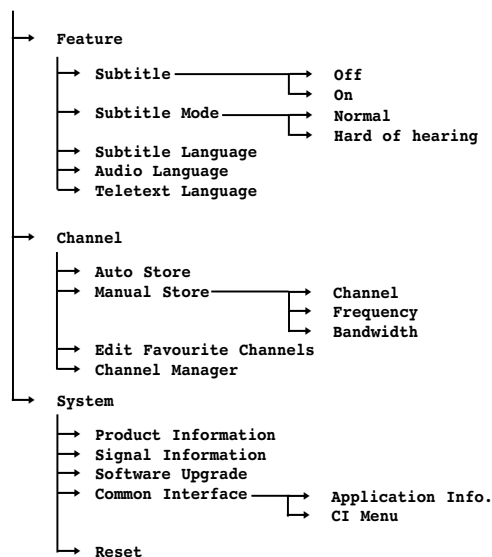 Feature
Subtitle Off
On
Subtitle Mode Normal
Hard of hearing
Subtitle Language
Audio Language
Teletext Language
Channel
Auto Store
Manual Store Channel
Frequency
Bandwidth
Edit Favourite Channels
Channel Manager
System
Product Information
Signal Information
Software Upgrade
Common Interface Application Info.
CI Menu
Reset